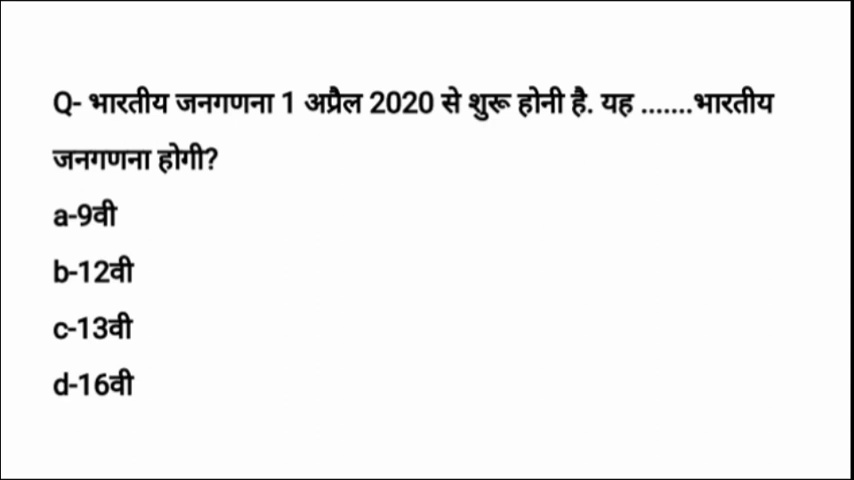 Q- भारतीय जनगणना 1 अप्रैल 2020 से शुरू होनी है. यह .......भारतीय
जनगणना होगी?
a-9वी
b-12वी
c-13वी
d-16वी